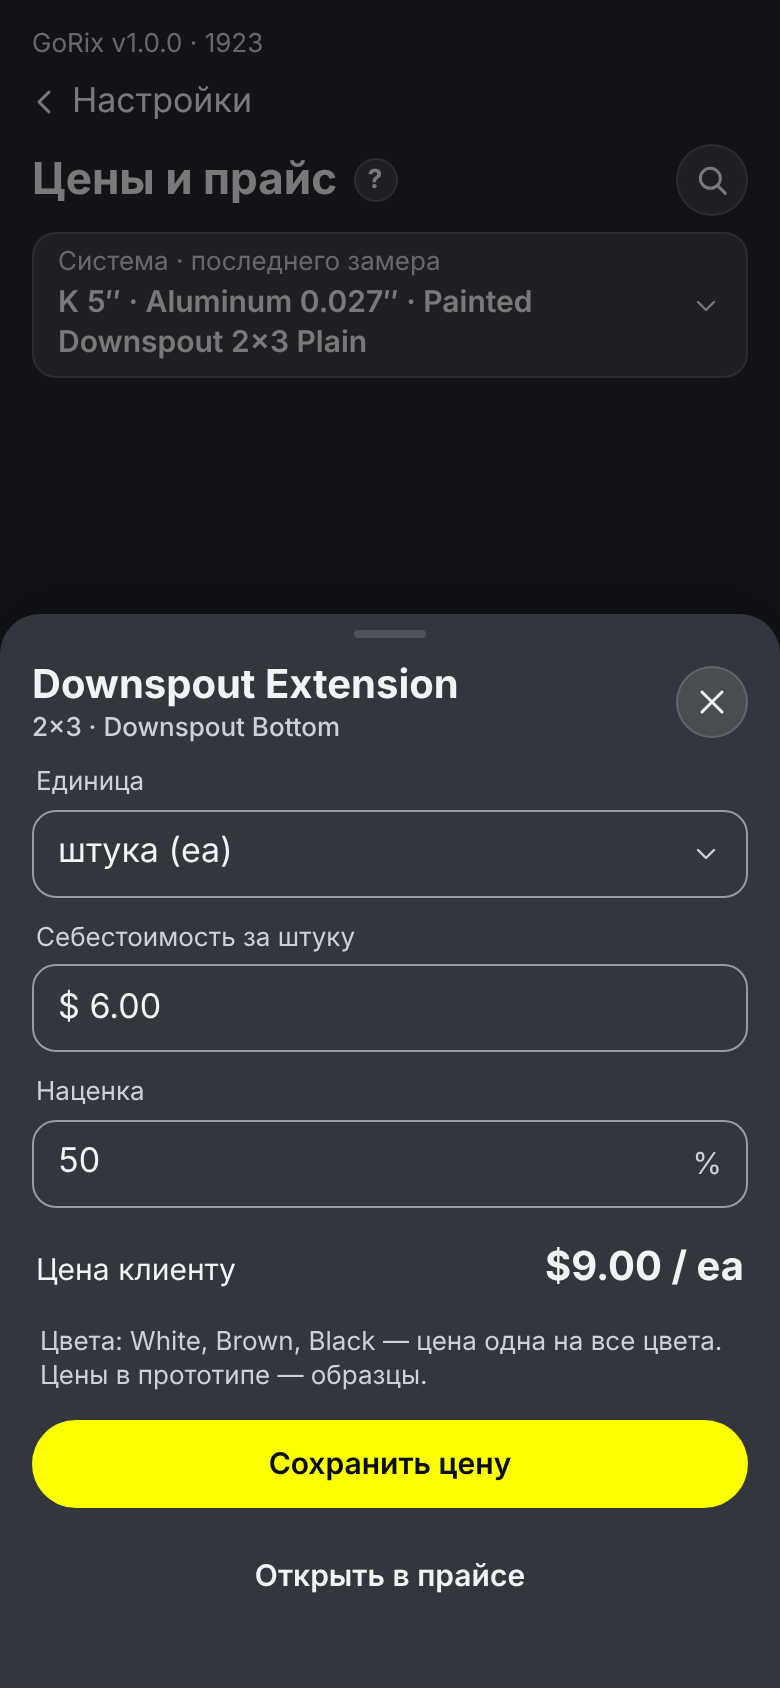 GoRix v1.0.0 · 1923
Настройки
Цены и прайс ?
Система · последнего замера
K 5″ · Aluminum 0.027″ · Painted
Downspout 2×3 Plain
Downspout Extension
2×3 · Downspout Bottom
Единица
штука (ea)
Себестоимость за штуку
$ 6.00
Наценка
50 %
Цена клиенту $9.00 / ea
Цвета: White, Brown, Black — цена одна на все цвета.
Цены в прототипе — образцы.
Сохранить цену
Открыть в прайсе